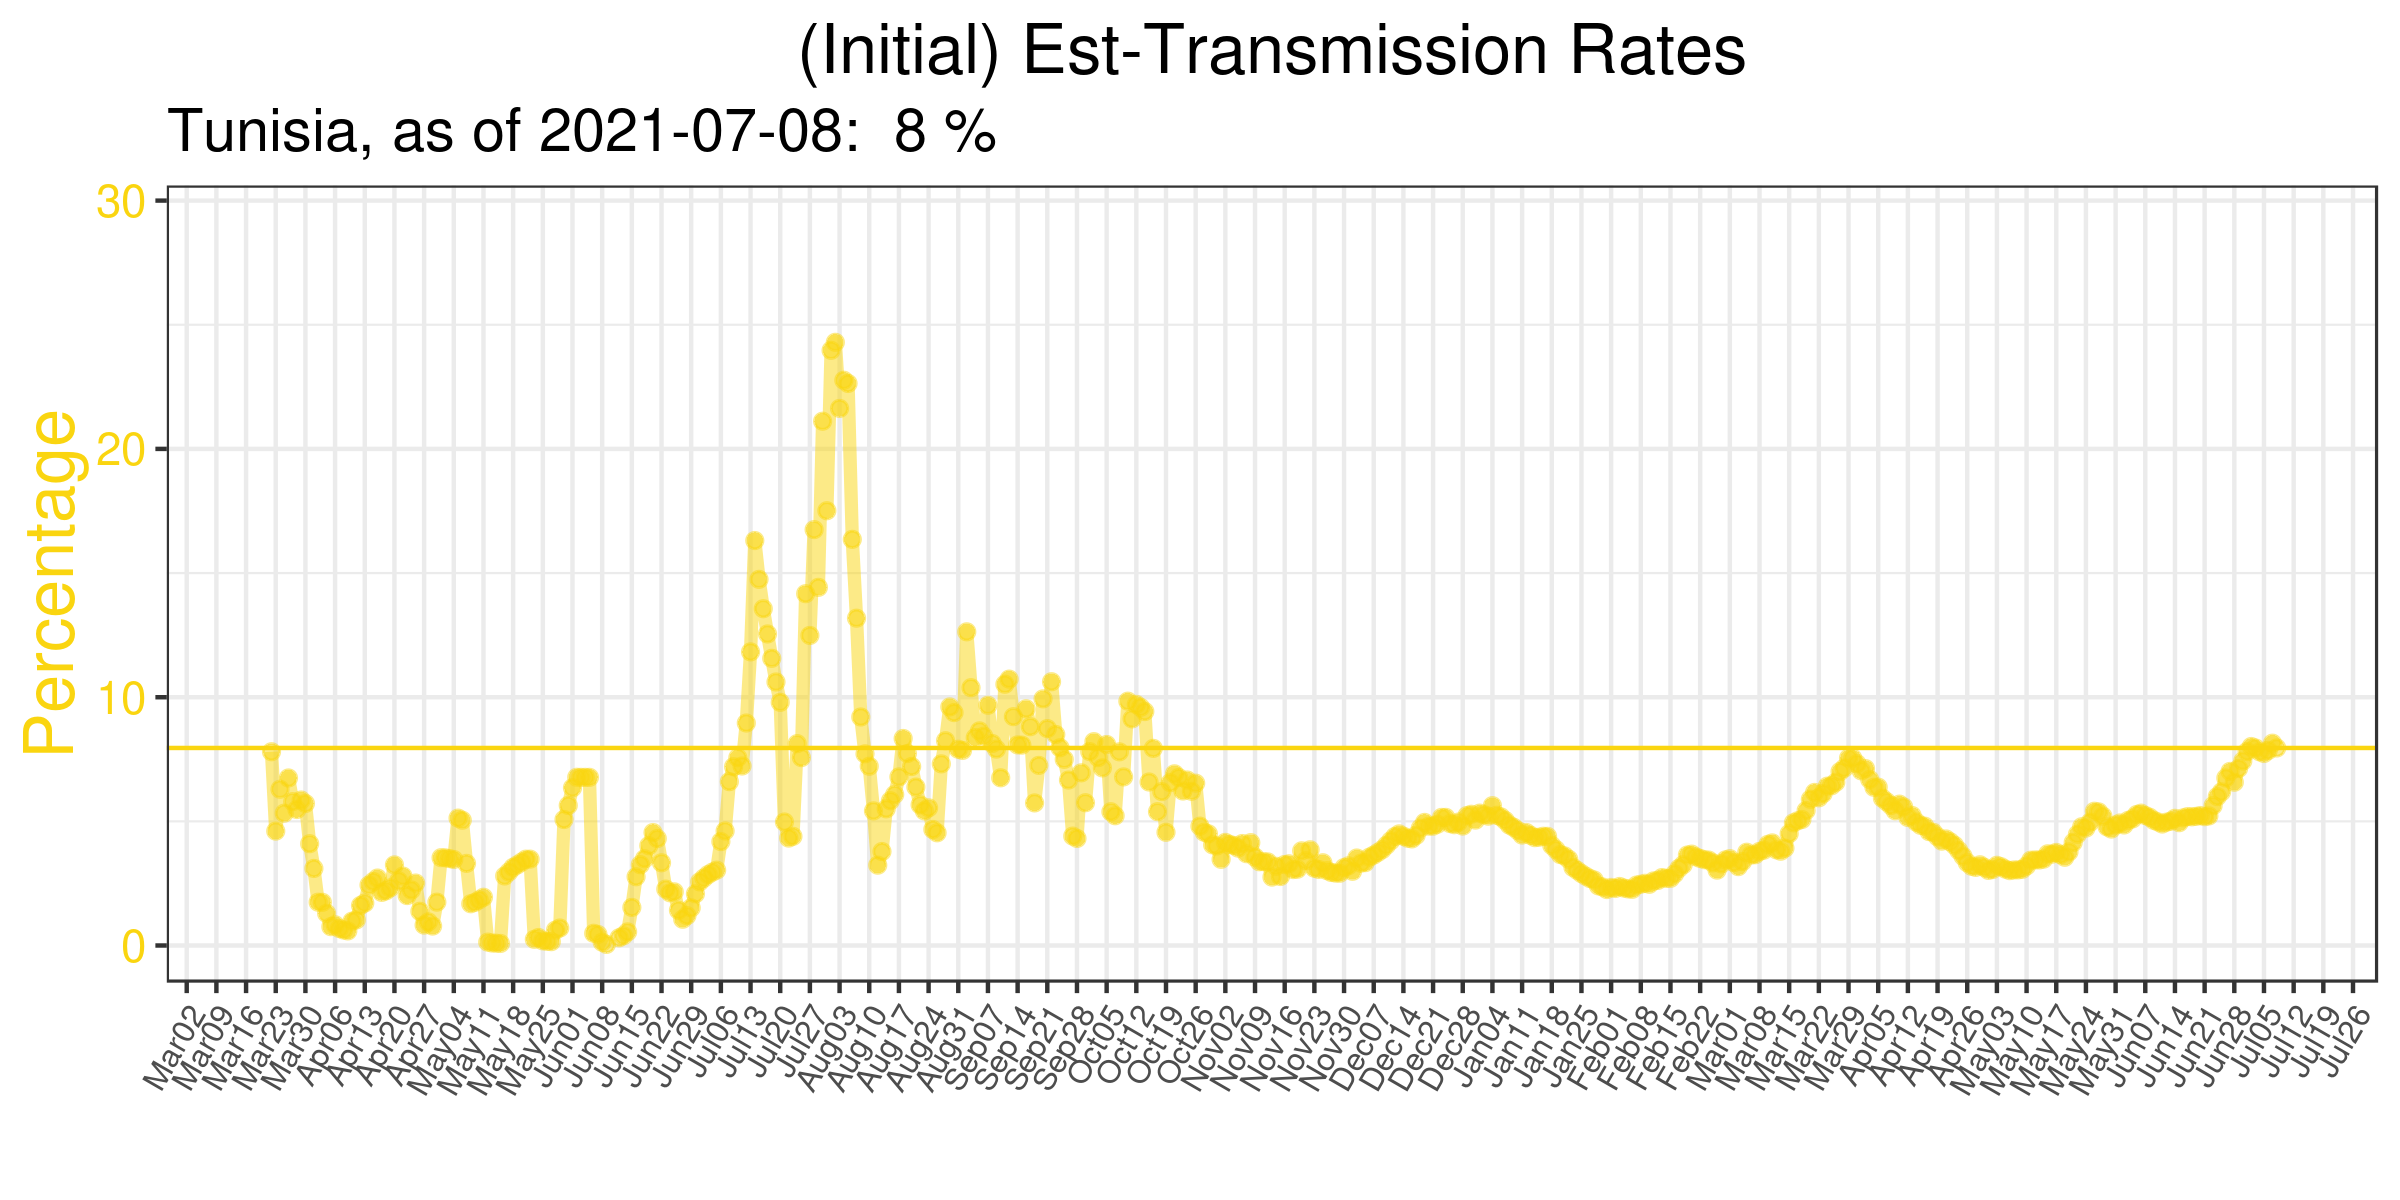 (Initial) Est-Transmission Rates
Tunisia, as of 2021-07-08:  8 %
Percentage
30
20
10
0
Mar02
Mar09
Mar16
Mar23
Mar30
Apr06
Apr13
Apr20
Apr27
May04
May11
May18
May25
Jun01
Jun08
Jun15
Jun22
Jun29
Jul06
Jul13
Jul20
Jul27
Aug03
Aug10
Aug17
Aug24
Aug31
Sep07
Sep14
Sep21
Sep28
Oct05
Oct12
Oct19
Oct26
Nov02
Nov09
Nov16
Nov23
Nov30
Dec07
Dec14
Dec21
Dec28
Jan04
Jan11
Jan18
Jan25
Feb01
Feb08
Feb15
Feb22
Mar01
Mar08
Mar15
Mar22
Mar29
Apr05
Apr12
Apr19
Apr26
May03
May10
May17
May24
May31
Jun07
Jun14
Jun21
Jun28
Jul05
Jul12
Jul19
Jul26